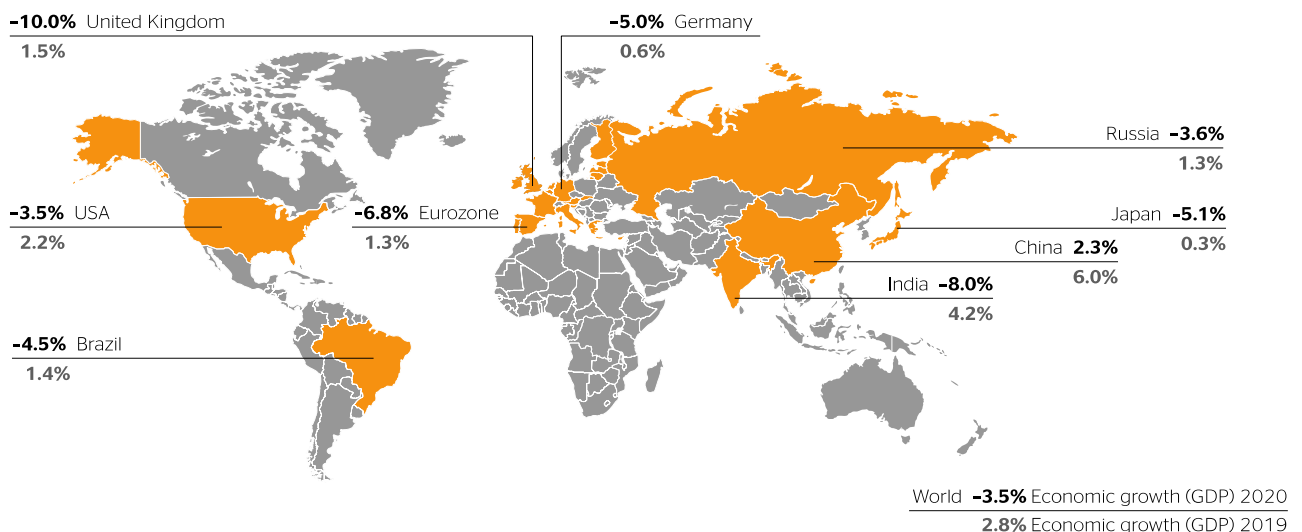 –10.0% United Kingdom
1.5%
–5.0% Germany
0.6%
Russia –3.6%
1.3%
–3.5% USA
2.2%
–6.8% Eurozone
1.3%
Japan –5.1%
0.3%
China 2.3%
6.0%
India –8.0%
4.2%
–4.5% Brazil
1.4%
World –3.5% Economic growth (GDP) 2020
2.8% Economic growth (GDP) 2019